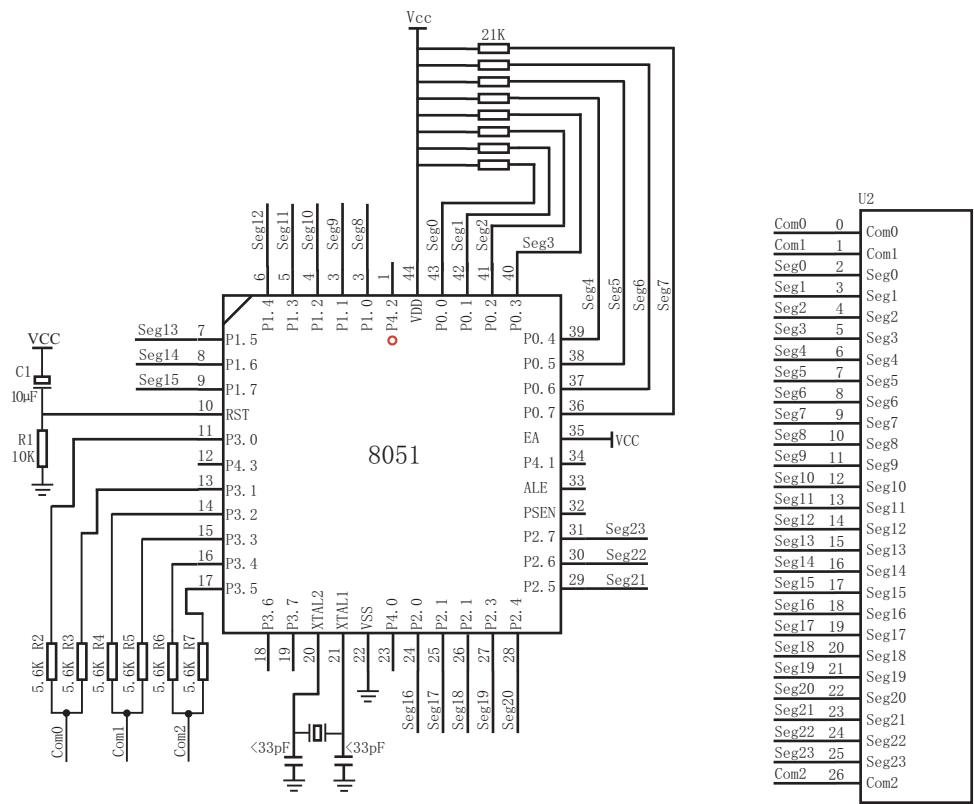 Vcc
21K
Seg12
Seg11
Seg10
Seg9
Seg8
Seg0
Seg1
Seg2
Seg3
Seg4
Seg5
Seg6
Seg7
6
5
4
3
3
1
44
43
42
41
40
P1.4
P1.3
P1.2
P1.1
P1.0
P4.2
VDD
P0.0
P0.1
P0.2
P0.3
Seg13 7 P1.5
Seg14 8 P1.6
Seg15 9 P1.7
10 RST
11 P3.0
12 P4.3
13 P3.1
14 P3.2
15 P3.3
16 P3.4
17 P3.5
VCC
C1
10μF
R1
10K
8051
P0.4 39
P0.5 38
P0.6 37
P0.7 36
EA 35 VCC
P4.1 34
ALE 33
PSEN 32
P2.7 31 Seg23
P2.6 30 Seg22
P2.5 29 Seg21
P3.6
P3.7
XTAL2
XTAL1
VSS
P4.0
P2.0
P2.1
P2.1
P2.3
P2.4
18
19
20
21
22
23
24
25
26
27
28
Seg16
Seg17
Seg18
Seg19
Seg20
5.6K R2
5.6K R3
5.6K R4
5.6K R5
5.6K R6
5.6K R7
Com0
Com1
Com2
<33pF
<33pF
U2
Com0 0 Com0
Com1 1 Com1
Seg0 2 Seg0
Seg1 3 Seg1
Seg2 4 Seg2
Seg3 5 Seg3
Seg4 6 Seg4
Seg5 7 Seg5
Seg6 8 Seg6
Seg7 9 Seg7
Seg8 10 Seg8
Seg9 11 Seg9
Seg10 12 Seg10
Seg11 13 Seg11
Seg12 14 Seg12
Seg13 15 Seg13
Seg14 16 Seg14
Seg15 17 Seg15
Seg16 18 Seg16
Seg17 19 Seg17
Seg18 20 Seg18
Seg19 21 Seg19
Seg20 22 Seg20
Seg21 23 Seg21
Seg22 24 Seg22
Seg23 25 Seg23
Com2 26 Com2